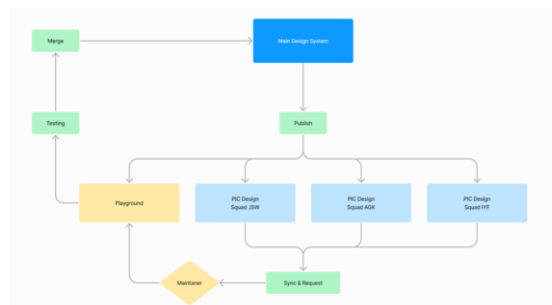 Merge
Main Design System
Testing
Publish
Playground
PIC Design
Squad JSW
PIC Design
Squad AGK
PIC Design
Squad IYF
Maintaner
Sync & Request